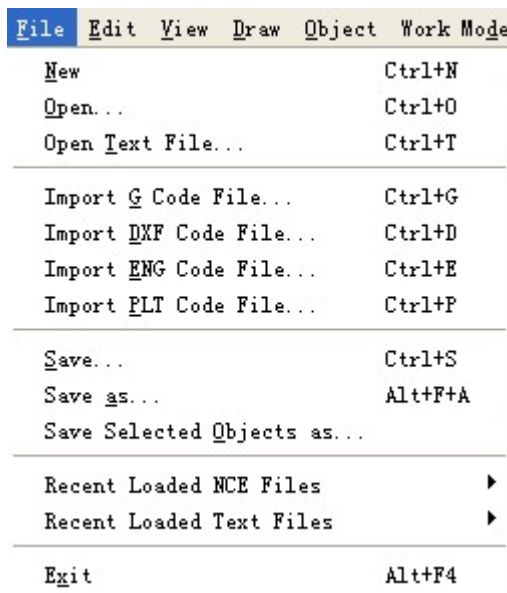 File Edit View Draw Object Work Mode
New Ctrl+N
Open... Ctrl+O
Open Text File... Ctrl+T
Import G Code File... Ctrl+G
Import DXF Code File... Ctrl+D
Import ENG Code File... Ctrl+E
Import PLT Code File... Ctrl+P
Save... Ctrl+S
Save as... Alt+F+A
Save Selected Objects as...
Recent Loaded NCE Files
Recent Loaded Text Files
Exit Alt+F4